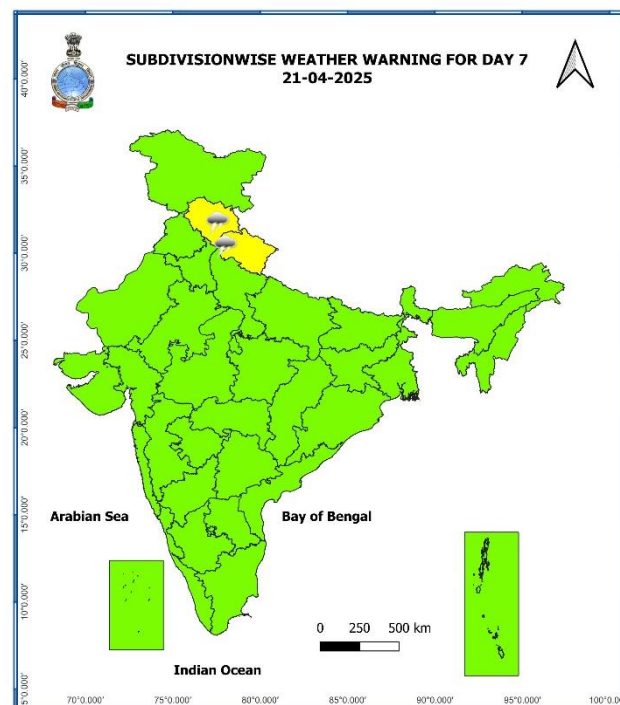 SUBDIVISIONWISE WEATHER WARNING FOR DAY 7
21-04-2025
40°0.000'
35°0.000'
30°0.000'
25°0.000'
20°0.000'
15°0.000'
10°0.000'
5°0.000'
Arabian Sea
Bay of Bengal
0 250 500 km
Indian Ocean
70°0.000' 75°0.000' 80°0.000' 85°0.000' 90°0.000' 95°0.000' 100°0.000'